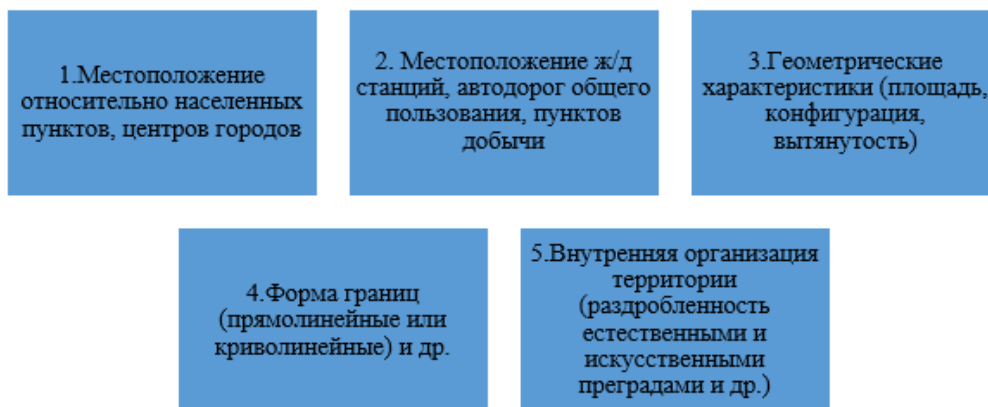 1.Местоположение
относительно населенных
пунктов, центров городов
2. Местоположение ж/д
станций, автодорог общего
пользования, пунктов
добычи
3.Геометрические
характеристики (площадь,
конфигурация,
вытянутость)
4.Форма границ
(прямолинейные или
криволинейные) и др.
5.Внутренняя организация
территории
(раздробленность
естественными и
искусственными
преградами и др.)